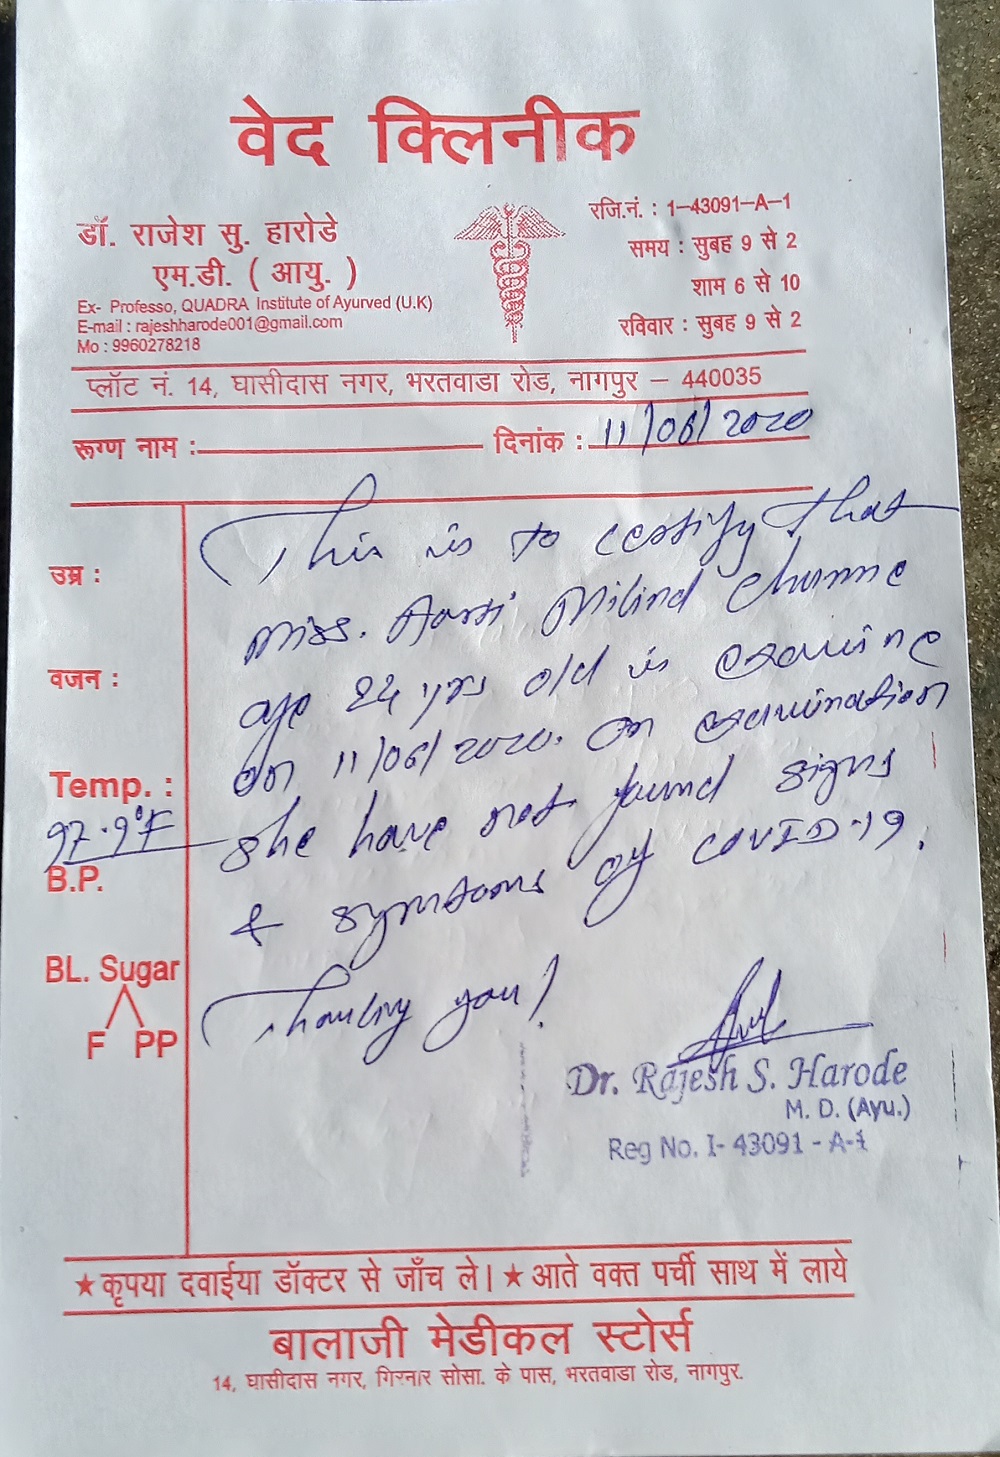 वेद क्लिनीक
डॉ. राजेश सु. हारोडे
एम.डी. ( आयु. )
Ex- Professo, QUADRA Institute of Ayurved (U.K)
E-mail : rajeshharode001@gmail.com
Mo : 9960278218
रजि.नं. : 1-43091-A-1
समय : सुबह 9 से 2
शाम 6 से 10
रविवार : सुबह 9 से 2
प्लॉट नं. 14, घासीदास नगर, भरतवाडा रोड, नागपुर – 440035
रूग्ण नाम : दिनांक : 11/06/2020
उम्र :
वजन :
Temp. :
97.9°F
B.P.
BL. Sugar
F PP
This is to certify that
Miss. Aarti Milind
age 24 yrs old is examine
on 11/06/2020. On examination
she have not found signs
& symtoms of COVID-19.
Thanking you!
Dr. Rajesh S. Harode
M. D. (Ayu.)
Reg No. I- 43091 - A-1
★ कृपया दवाईया डॉक्टर से जाँच ले। ★ आते वक्त पर्ची साथ में लाये
बालाजी मेडीकल स्टोर्स
14, घासीदास नगर, गिरनार सोसा. के पास, भरतवाडा रोड, नागपुर.